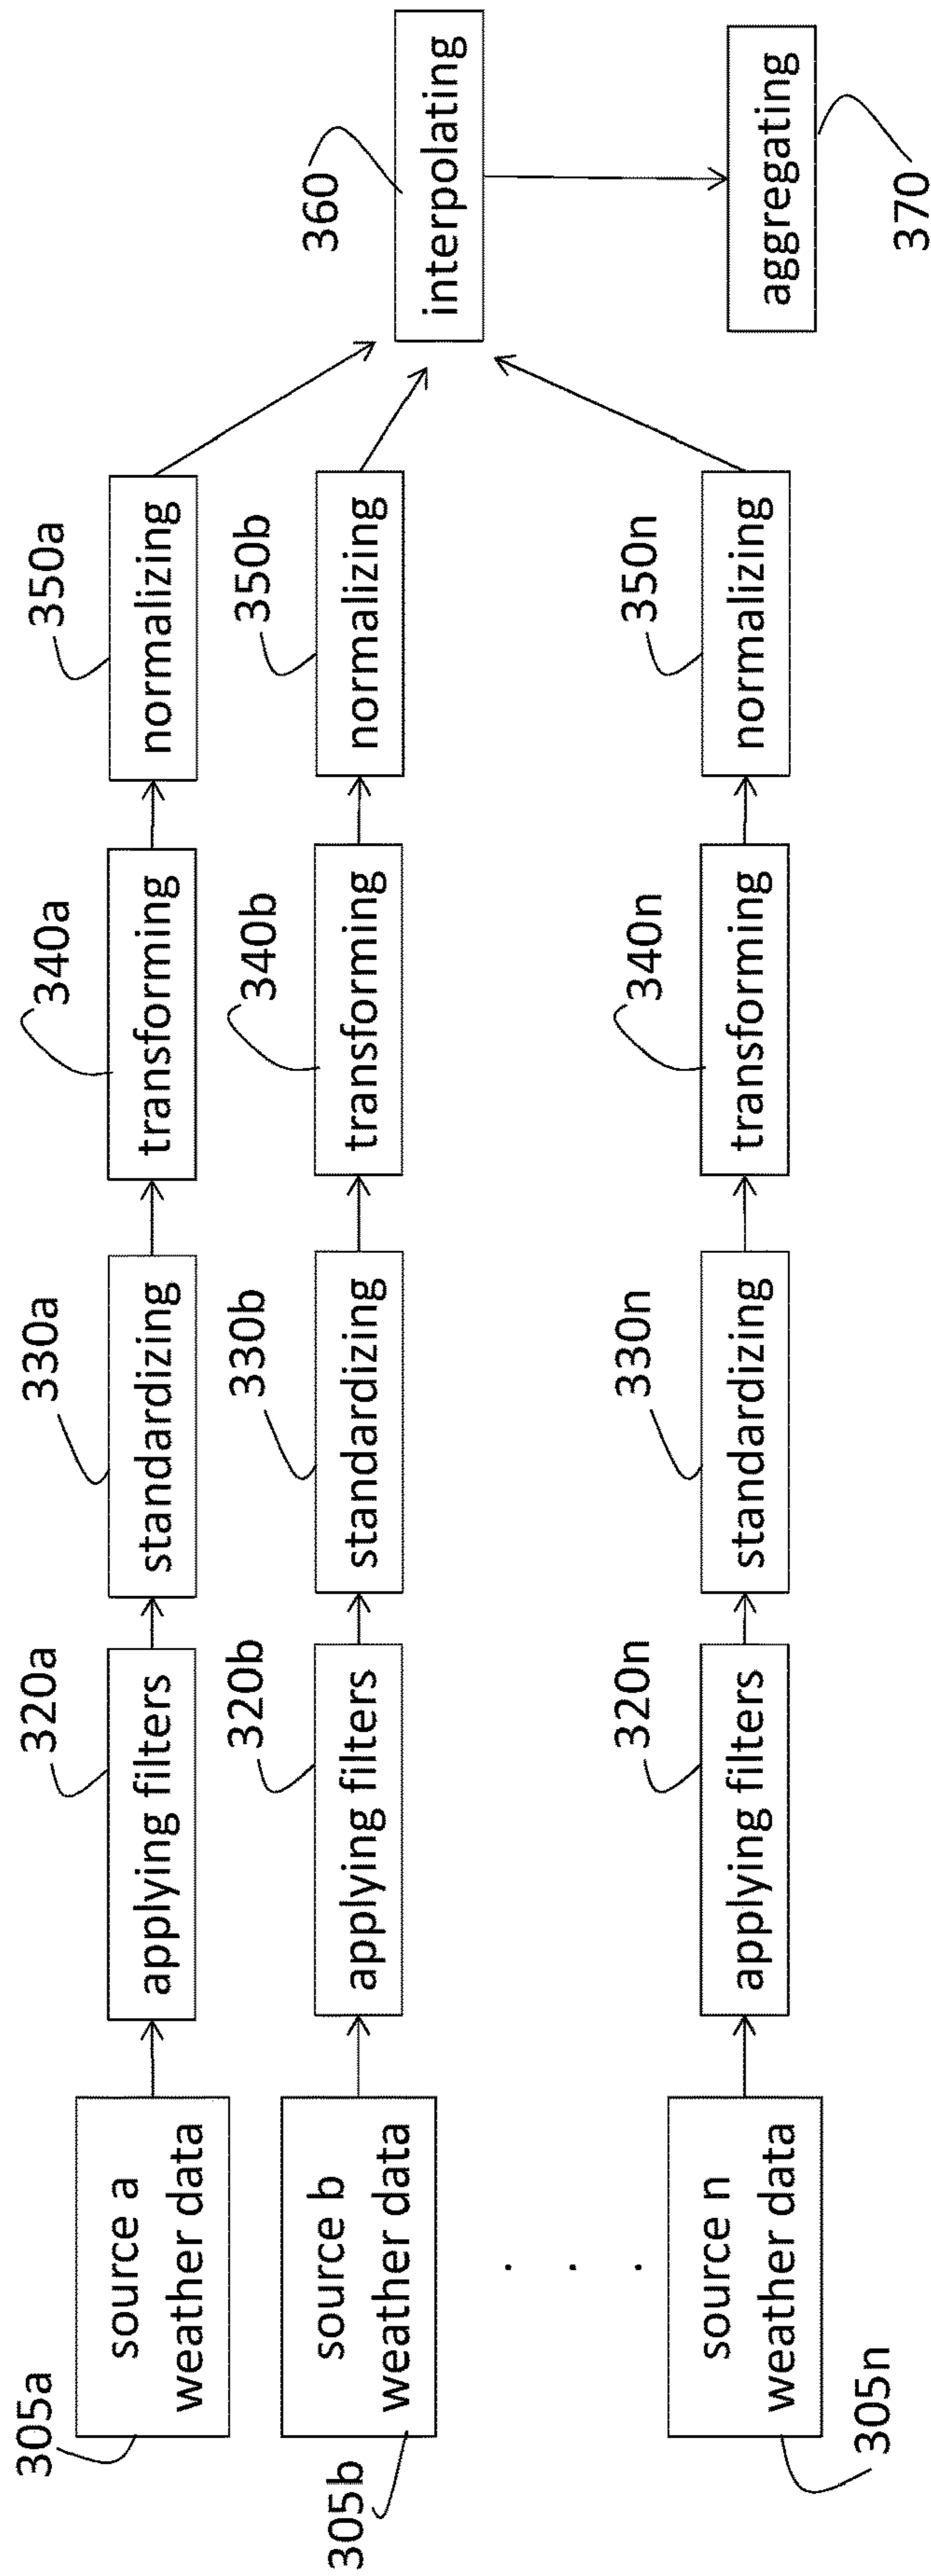 305a
source a
weather data
320a
applying filters
330a
standardizing
340a
transforming
350a
normalizing
305b
source b
weather data
320b
applying filters
330b
standardizing
340b
transforming
350b
normalizing
. . .
305n
source n
weather data
320n
applying filters
330n
standardizing
340n
transforming
350n
normalizing
360
interpolating
aggregating
370